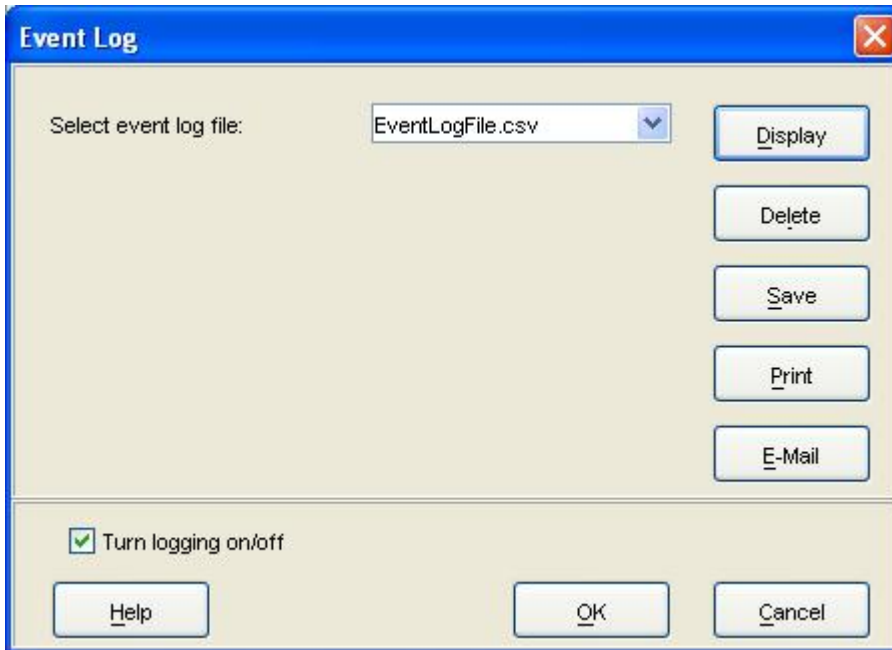 Event Log
Select event log file:
EventLogFile.csv
Display
Delete
Save
Print
E-Mail
Turn logging on/off
Help
OK
Cancel